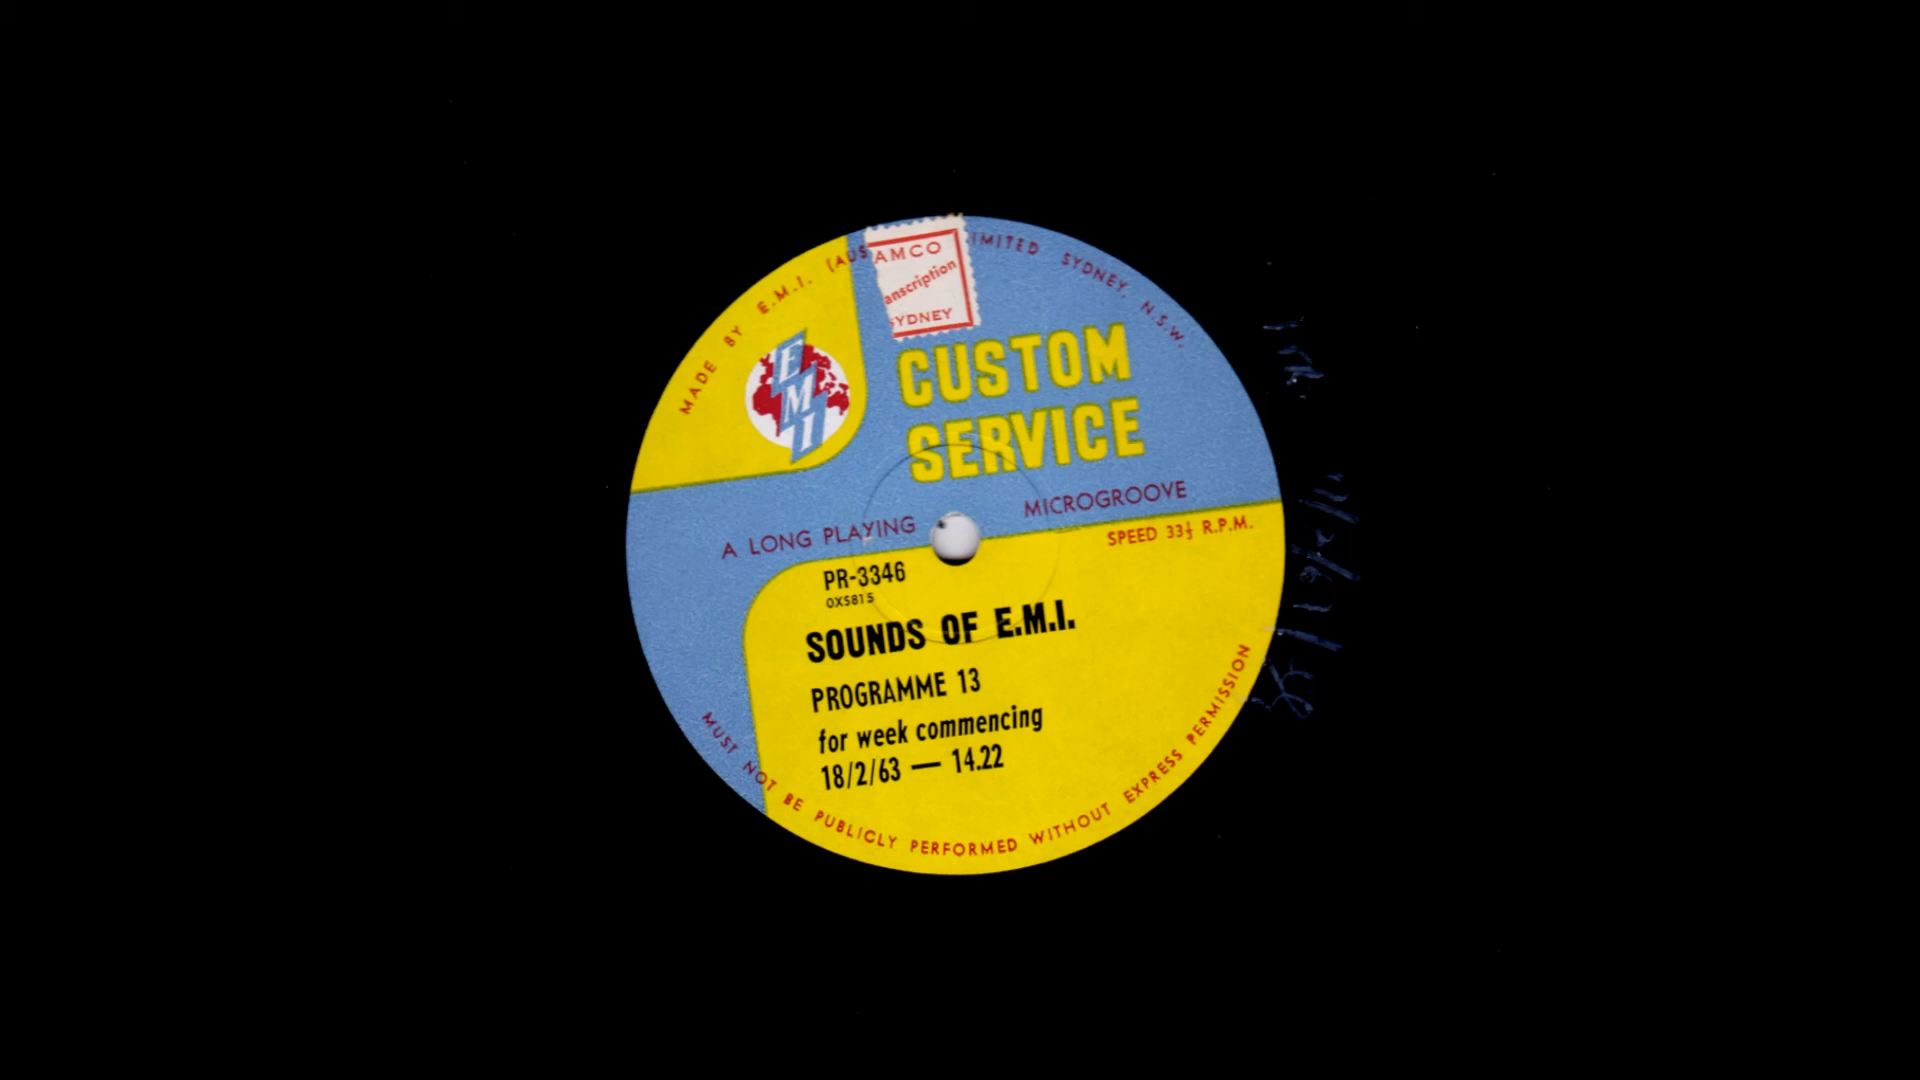 MADE BY E.M.I. (AUS IMITED SYDNEY, N.S.W.
AMCO
anscription
SYDNEY
EMI
CUSTOM
SERVICE
A LONG PLAYING MICROGROOVE
SPEED 33⅓ R.P.M.
PR-3346
OX5815
SOUNDS OF E.M.I.
PROGRAMME 13
for week commencing
18/2/63 — 14.22
MUST NOT BE PUBLICLY PERFORMED WITHOUT EXPRESS PERMISSION